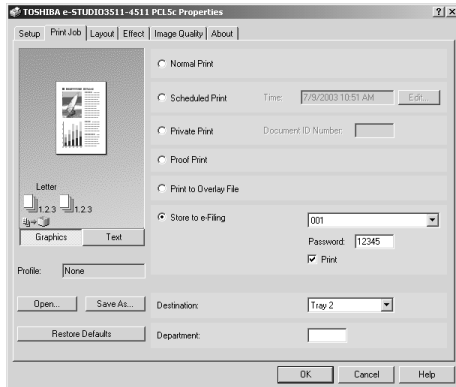 TOSHIBA e-STUDIO3511-4511 PCL5c Properties
Setup Print Job Layout Effect Image Quality About
Normal Print
Scheduled Print Time: 7/9/2003 10:51 AM Edit...
Private Print Document ID Number:
Proof Print
Print to Overlay File
Letter
1.2.3 1.2.3
Store to e-Filing 001
Graphics Text
Password: 12345
Print
Profile: None
Open... Save As... Destination: Tray 2
Restore Defaults Department:
OK Cancel Help